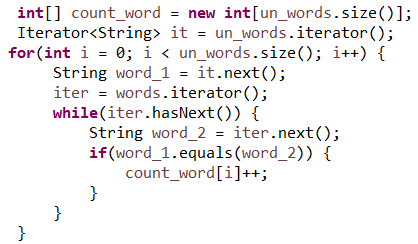 int[] count_word = new int[un_words.size()];
Iterator<String> it = un_words.iterator();
for(int i = 0; i < un_words.size(); i++) {
String word_1 = it.next();
iter = words.iterator();
while(iter.hasNext()) {
String word_2 = iter.next();
if(word_1.equals(word_2)) {
count_word[i]++;
}
}
}